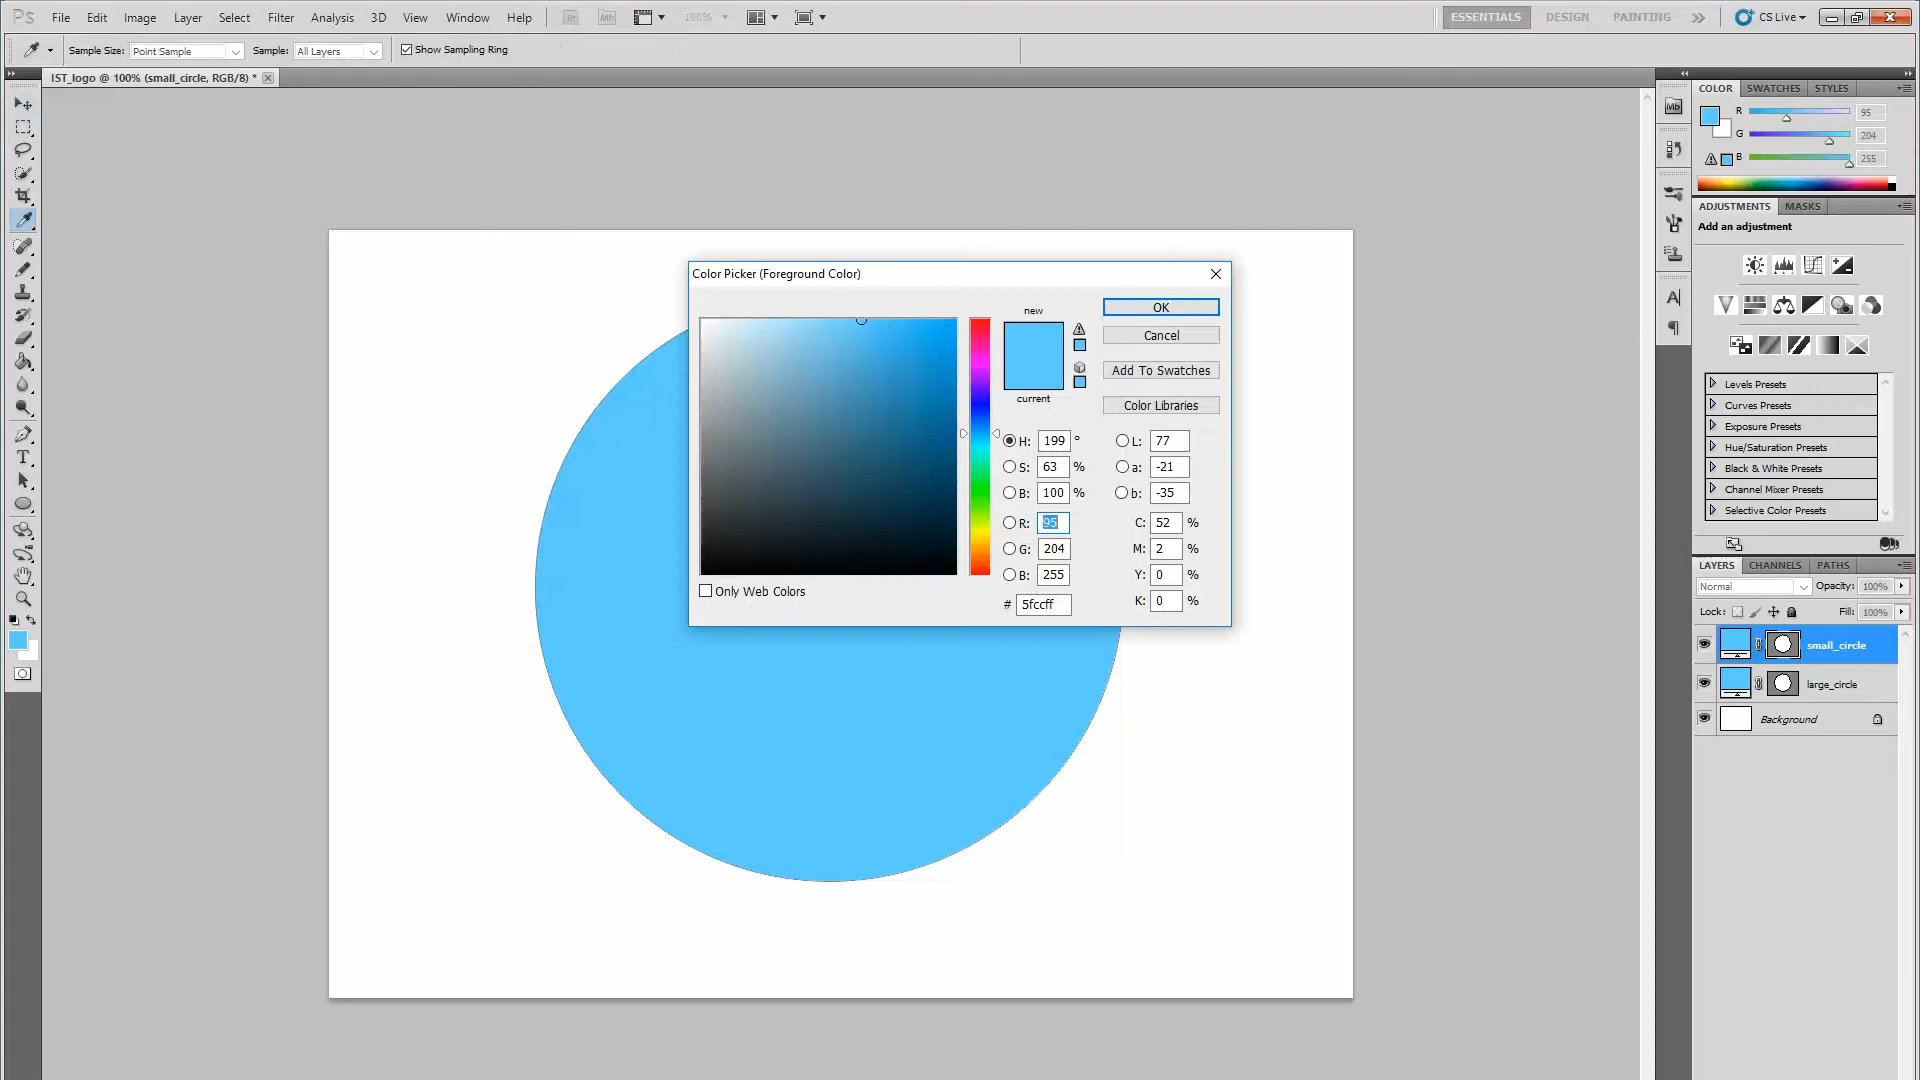 Ps File Edit Image Layer Select Filter Analysis 3D View Window Help Br Mb 100% ESSENTIALS DESIGN PAINTING CS Live
Sample Size: Point Sample Sample: All Layers Show Sampling Ring
IST_logo @ 100% (small_circle, RGB/8) *
COLOR SWATCHES STYLES
Mb
R 95
G 204
B 255
ADJUSTMENTS MASKS
Add an adjustment
Color Picker (Foreground Color)
new
OK
Cancel
Add To Swatches
current
Color Libraries
H: 199 ° L: 77
S: 63 % a: -21
B: 100 % b: -35
R: 95 C: 52 %
G: 204 M: 2 %
B: 255 Y: 0 %
Only Web Colors
# 5fccff K: 0 %
Levels Presets
Curves Presets
Exposure Presets
Hue/Saturation Presets
Black & White Presets
Channel Mixer Presets
Selective Color Presets
LAYERS CHANNELS PATHS
Normal Opacity: 100%
Lock: Fill: 100%
small_circle
large_circle
Background